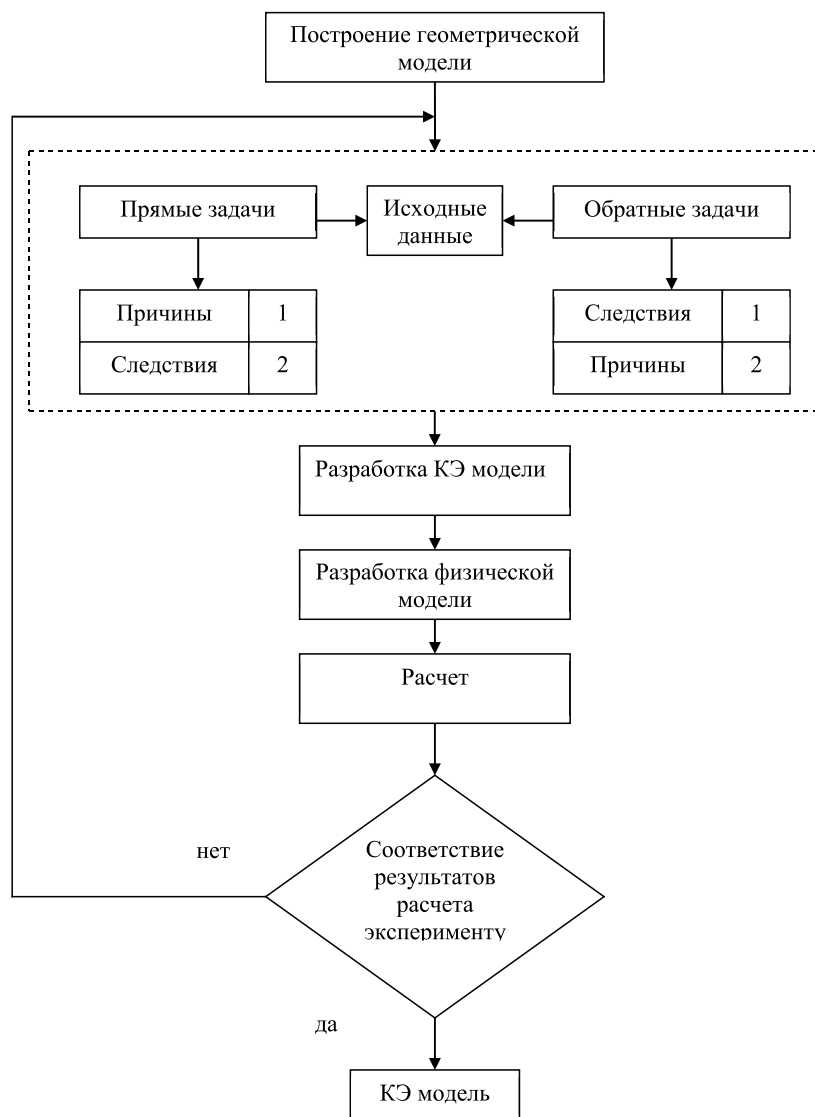 Построение геометрической
модели
Прямые задачи
Исходные
данные
Обратные задачи
Причины 1
Следствия 2
Следствия 1
Причины 2
Разработка КЭ модели
Разработка физической
модели
Расчет
нет
Соответствие
результатов
расчета
эксперименту
да
КЭ модель